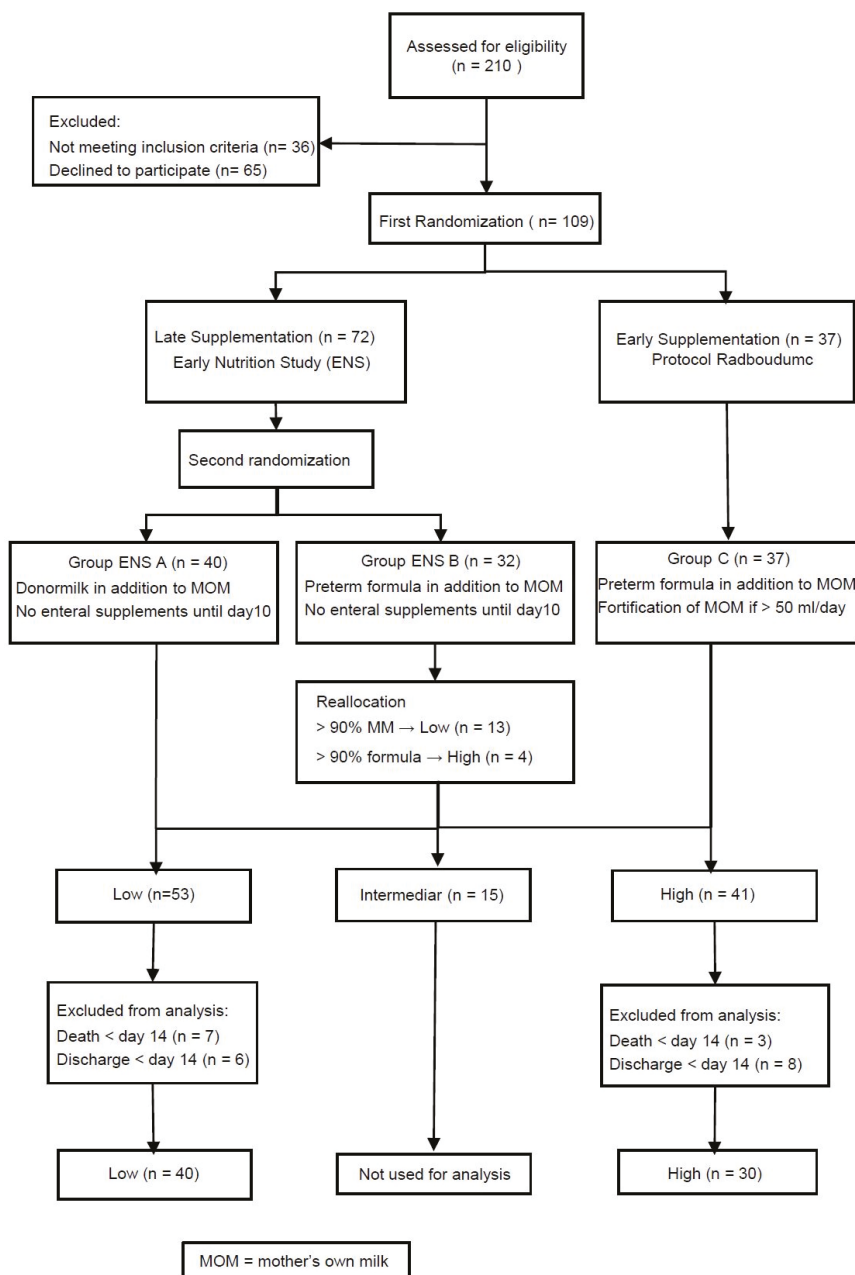 Assessed for eligibility
(n = 210 )
Excluded:
Not meeting inclusion criteria (n= 36)
Declined to participate (n= 65)
First Randomization ( n= 109)
Late Supplementation (n = 72)
Early Nutrition Study (ENS)
Early Supplementation (n = 37)
Protocol Radboudumc
Second randomization
Group ENS A (n = 40)
Donormilk in addition to MOM
No enteral supplements until day10
Group ENS B (n = 32)
Preterm formula in addition to MOM
No enteral supplements until day10
Group C (n = 37)
Preterm formula in addition to MOM
Fortification of MOM if > 50 ml/day
Reallocation
> 90% MM → Low (n = 13)
> 90% formula → High (n = 4)
Low (n=53)
Intermediar (n = 15)
High (n = 41)
Excluded from analysis:
Death < day 14 (n = 7)
Discharge < day 14 (n = 6)
Excluded from analysis:
Death < day 14 (n = 3)
Discharge < day 14 (n = 8)
Low (n = 40)
Not used for analysis
High (n = 30)
MOM = mother's own milk